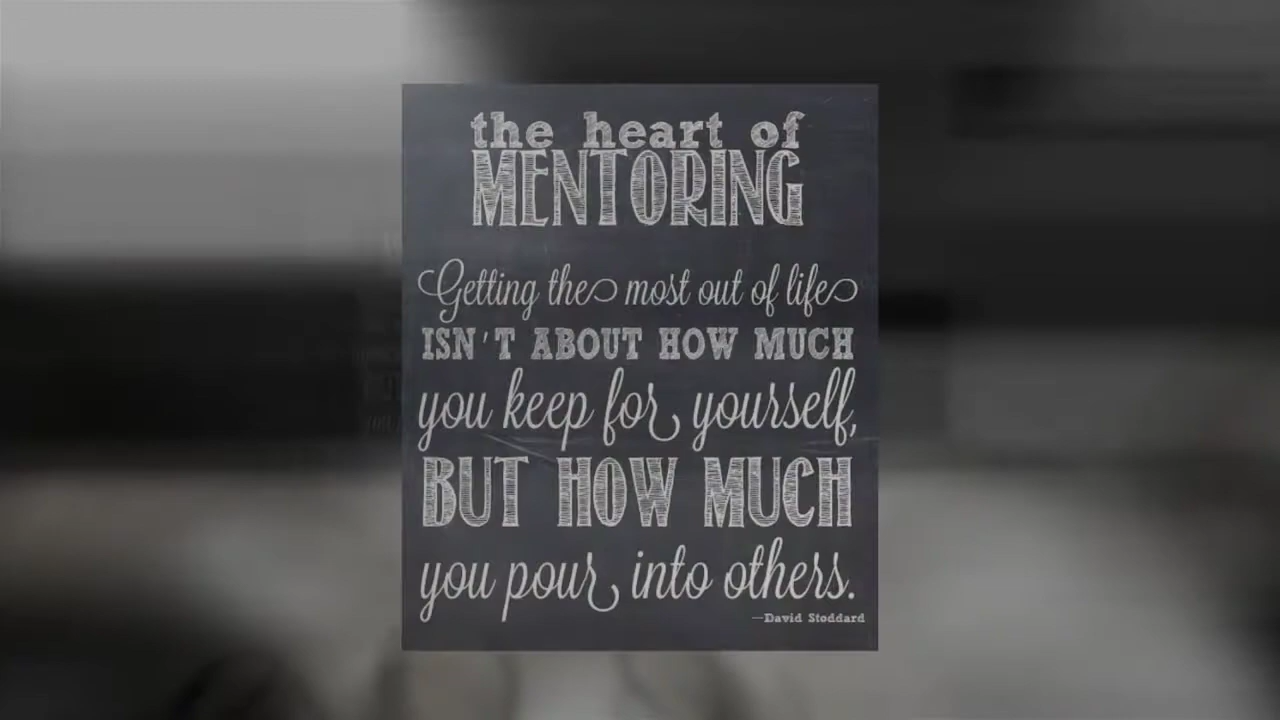 the heart of
MENTORING
Getting the most out of life
ISN'T ABOUT HOW MUCH
you keep for yourself,
BUT HOW MUCH
you pour into others.
—David Stoddard